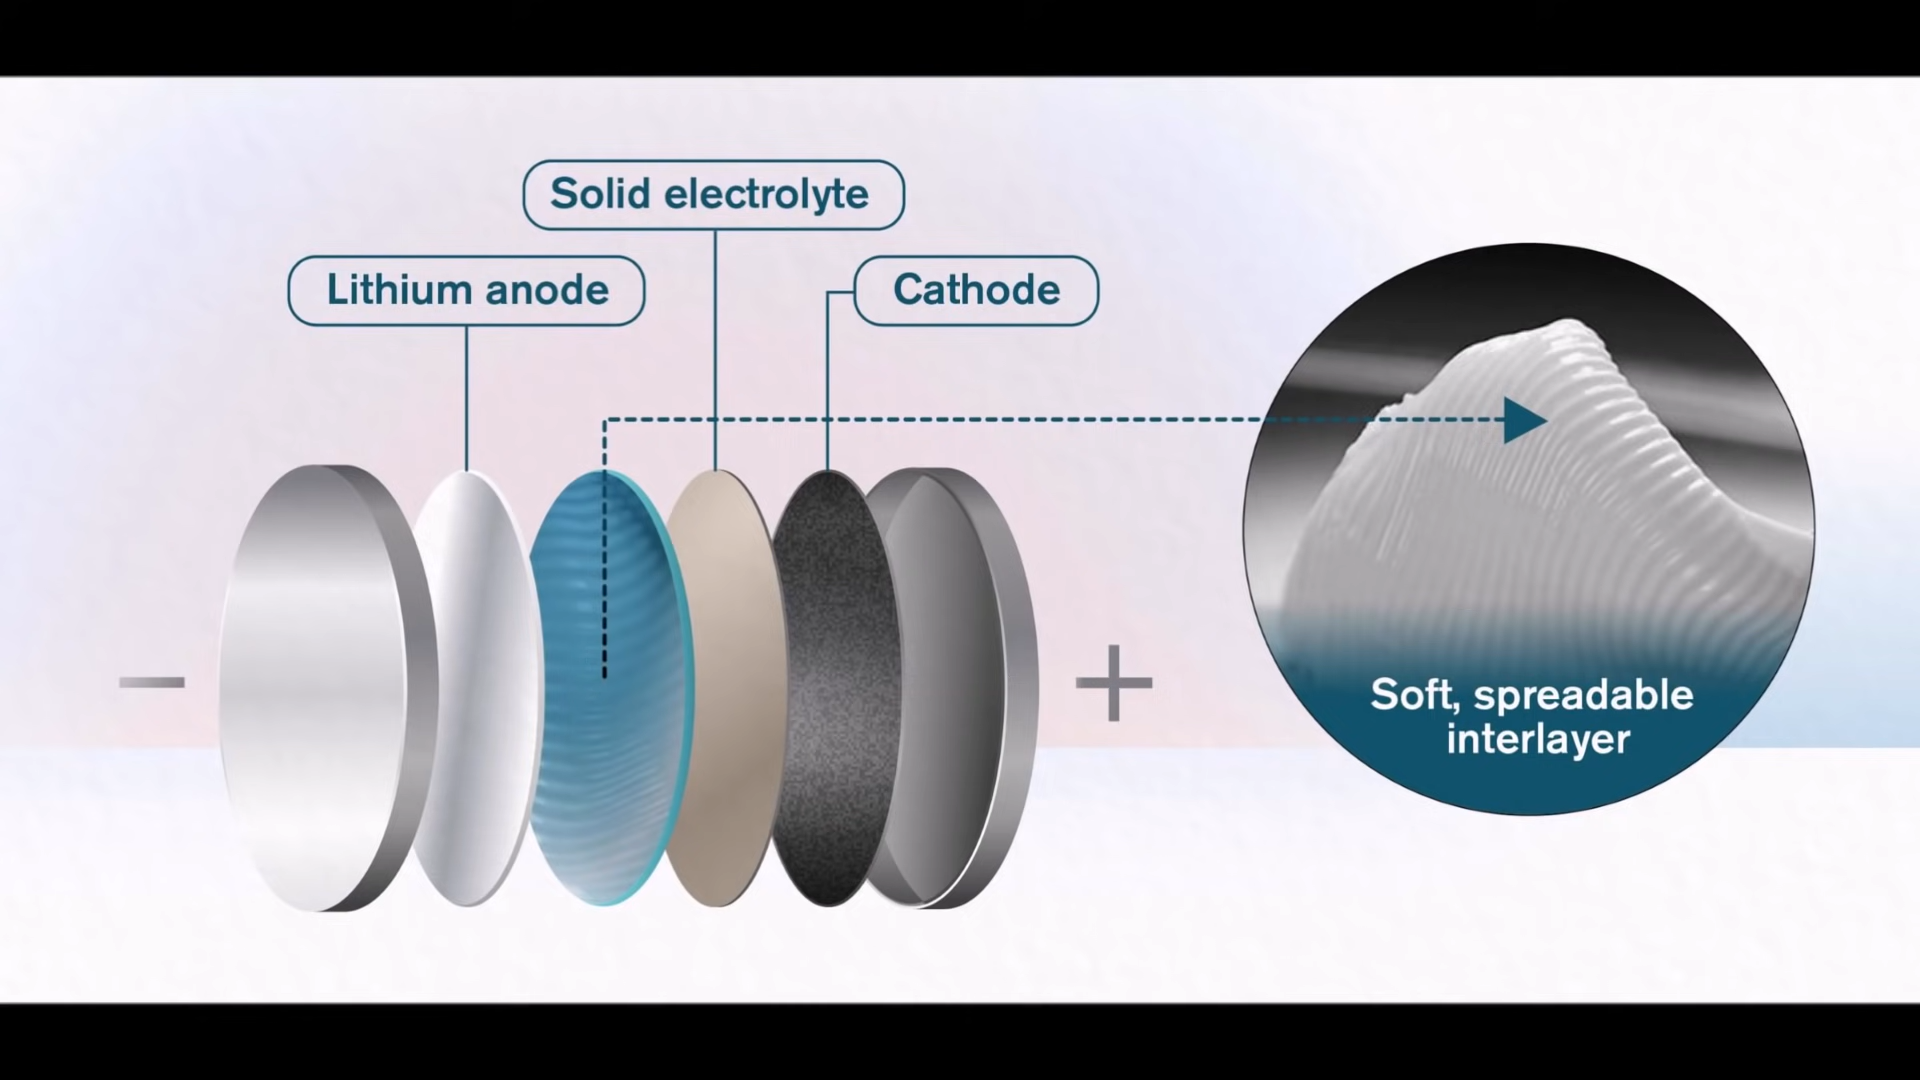 Solid electrolyte
Lithium anode
Cathode
Soft, spreadable
interlayer